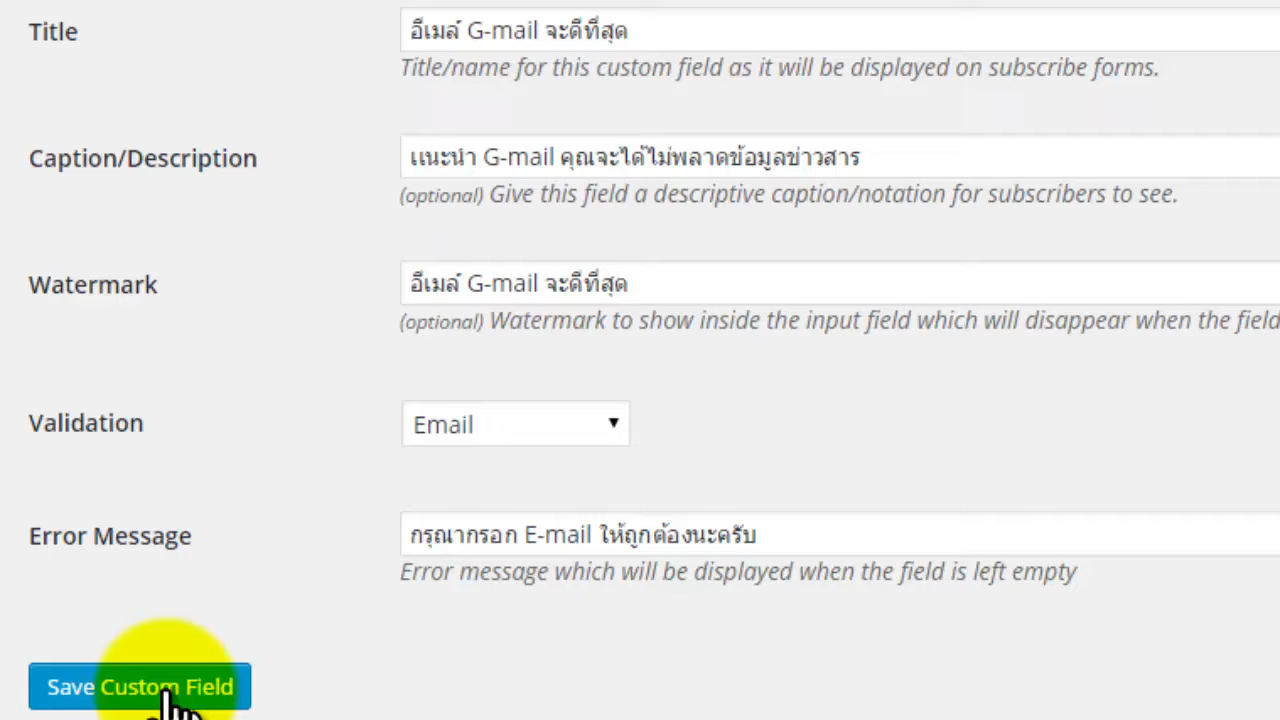 Title
อีเมล์ G-mail จะดีที่สุด
Title/name for this custom field as it will be displayed on subscribe forms.
Caption/Description
แนะนำ G-mail คุณจะได้ไม่พลาดข้อมูลข่าวสาร
(optional) Give this field a descriptive caption/notation for subscribers to see.
Watermark
อีเมล์ G-mail จะดีที่สุด
(optional) Watermark to show inside the input field which will disappear when the field
Validation
Email
Error Message
กรุณากรอก E-mail ให้ถูกต้องนะครับ
Error message which will be displayed when the field is left empty
Save Custom Field